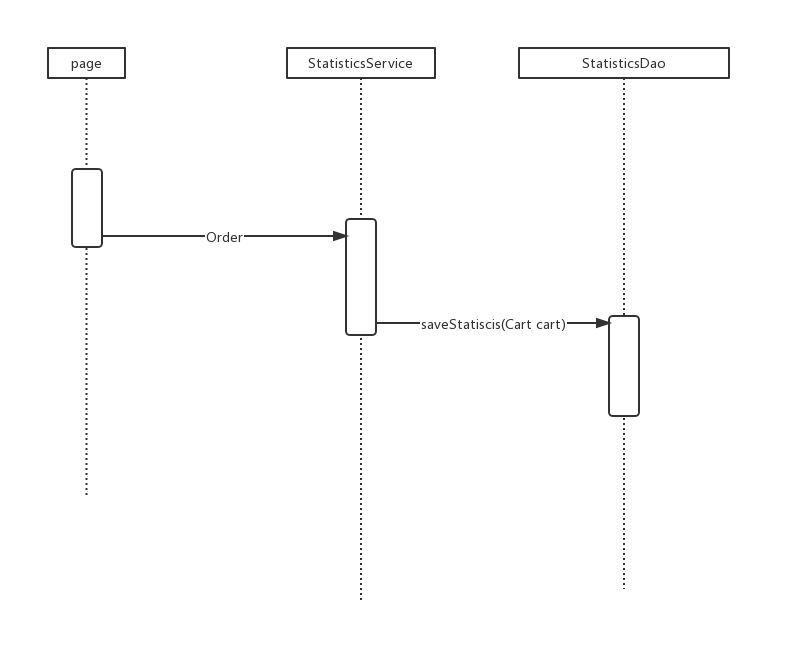 page
StatisticsService
StatisticsDao
Order
saveStatiscis(Cart cart)